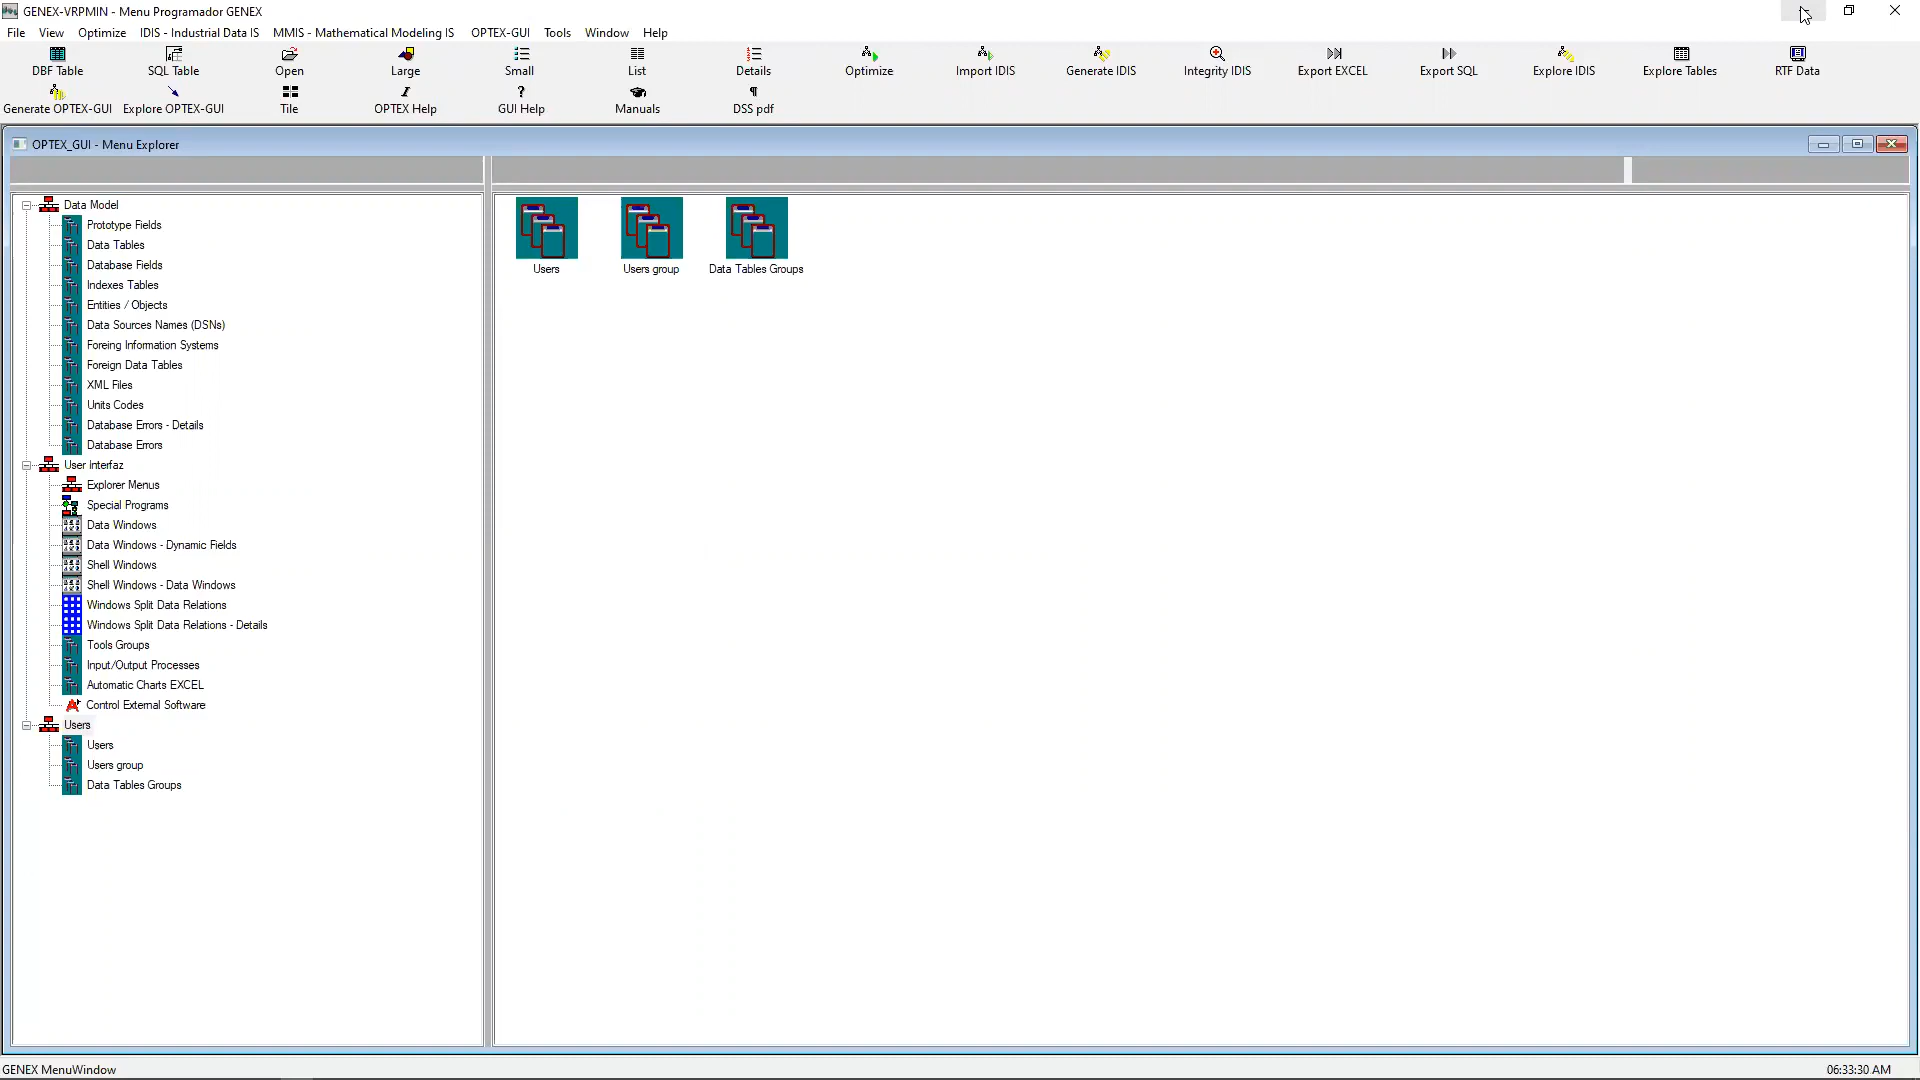 GENEX-VRPMIN - Menu Programador GENEX
File View Optimize IDIS - Industrial Data IS MMIS - Mathematical Modeling IS OPTEX-GUI Tools Window Help
DBF Table SQL Table Open Large Small List Details Optimize Import IDIS Generate IDIS Integrity IDIS Export EXCEL Export SQL Explore IDIS Explore Tables RTF Data
Generate OPTEX-GUI Explore OPTEX-GUI Tile OPTEX Help GUI Help Manuals DSS pdf
OPTEX_GUI - Menu Explorer
Data Model
Prototype Fields
Data Tables
Database Fields
Indexes Tables
Entities / Objects
Data Sources Names (DSNs)
Foreing Information Systems
Foreign Data Tables
XML Files
Units Codes
Database Errors - Details
Database Errors
User Interfaz
Explorer Menus
Special Programs
Data Windows
Data Windows - Dynamic Fields
Shell Windows
Shell Windows - Data Windows
Windows Split Data Relations
Windows Split Data Relations - Details
Tools Groups
Input/Output Processes
Automatic Charts EXCEL
Control External Software
Users
Users
Users group
Data Tables Groups
Users Users group Data Tables Groups
GENEX MenuWindow 06:33:30 AM